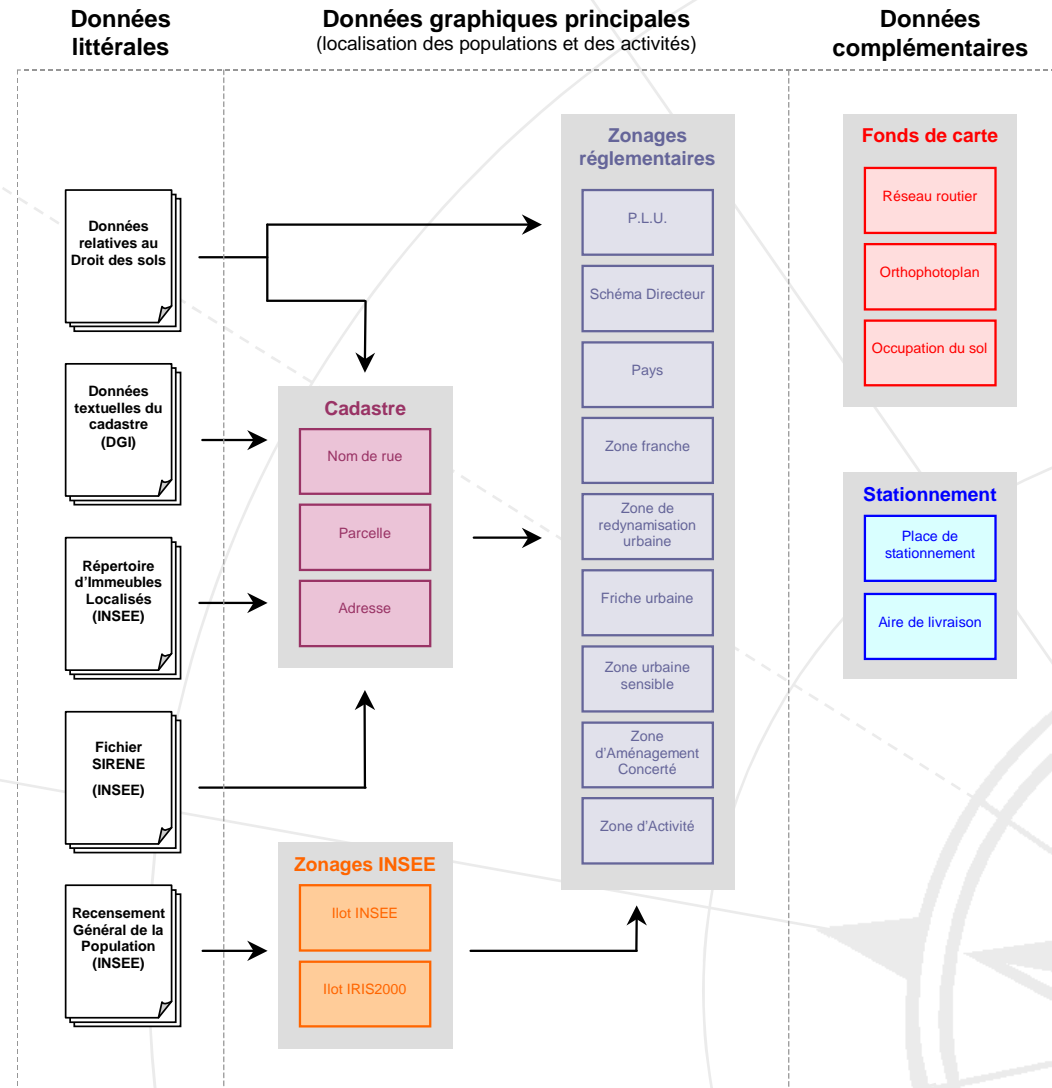 Données
littérales
Données graphiques principales
(localisation des populations et des activités)
Données
complémentaires
Données
relatives au
Droit des sols
Données
textuelles du
cadastre
(DGI)
Répertoire
d'Immeubles
Localisés
(INSEE)
Fichier
SIRENE
(INSEE)
Recensement
Général de la
Population
(INSEE)
Cadastre
Nom de rue
Parcelle
Adresse
Zonages INSEE
Ilot INSEE
Ilot IRIS2000
Zonages
réglementaires
P.L.U.
Schéma Directeur
Pays
Zone franche
Zone de
redynamisation
urbaine
Friche urbaine
Zone urbaine
sensible
Zone
d'Aménagement
Concerté
Zone d'Activité
Fonds de carte
Réseau routier
Orthophotoplan
Occupation du sol
Stationnement
Place de
stationnement
Aire de livraison